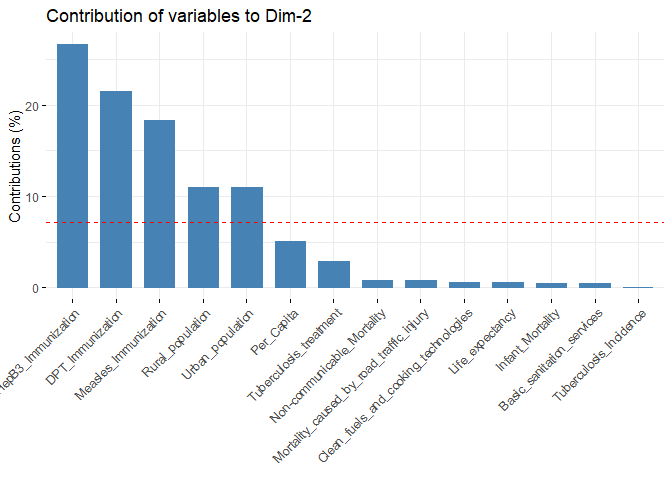 Contribution of variables to Dim-2
Contributions (%)
20
10
0
HepB3_Immunization
DPT_Immunization
Measles_Immunization
Rural_population
Urban_population
Per_Capita
Tuberculosis_treatment
Non-communicable_Mortality
Mortality_caused_by_road_traffic_injury
Clean_fuels_and_cooking_technologies
Life_expectancy
Infant_Mortality
Basic_sanitation_services
Tuberculosis_Incidence